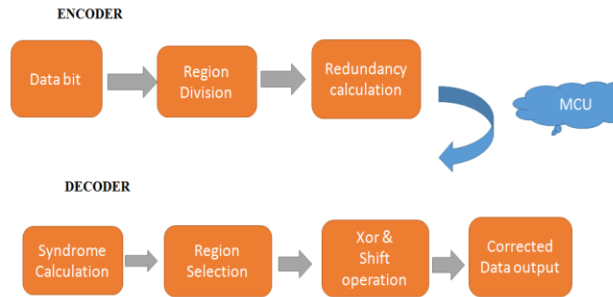 ENCODER
Data bit
Region
Division
Redundancy
calculation
MCU
DECODER
Syndrome
Calculation
Region
Selection
Xor &
Shift
operation
Corrected
Data output